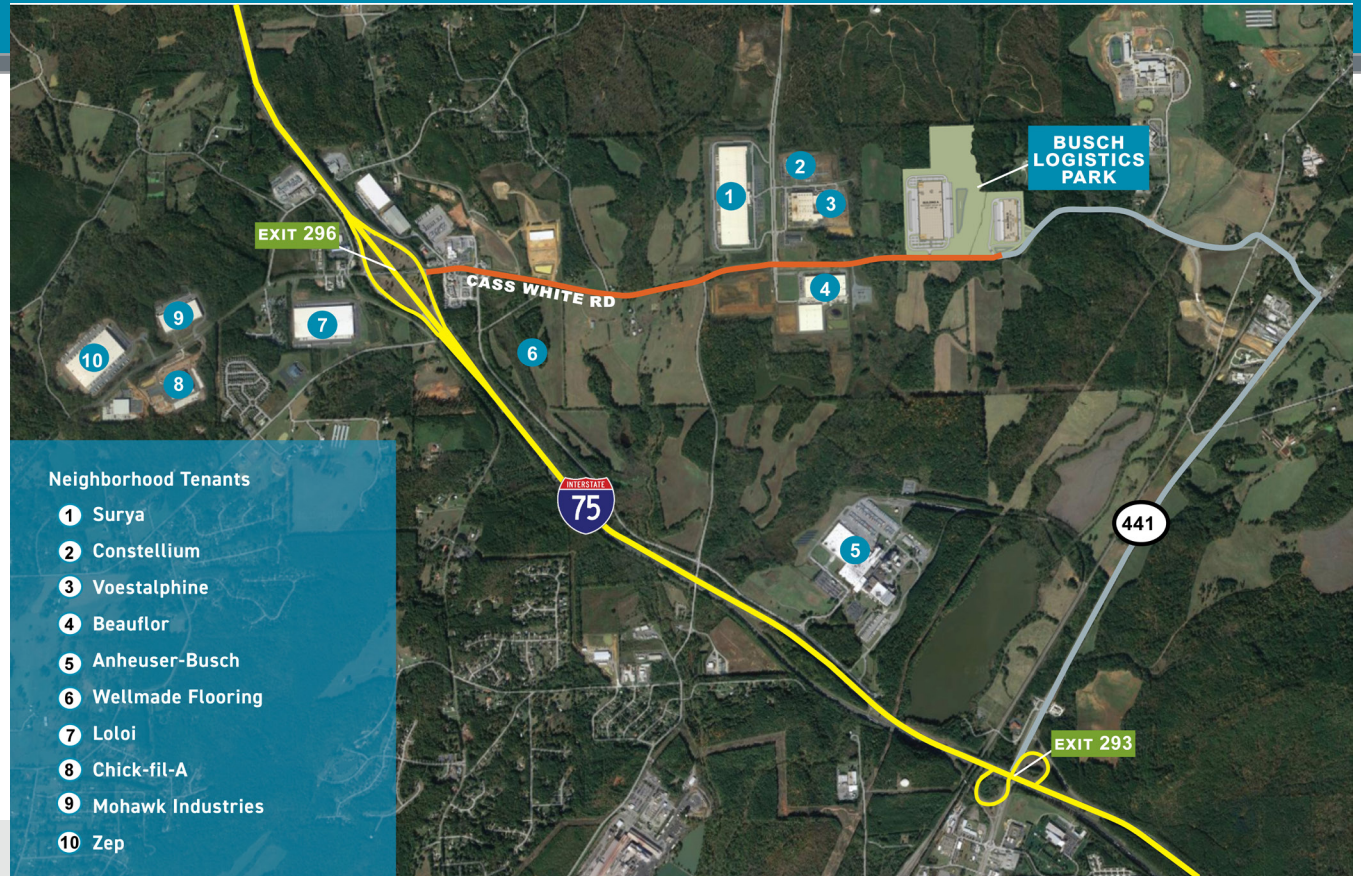 BUSCH
LOGISTICS
PARK
1
2
3
EXIT 296
CASS WHITE RD
4
9
7
6
10
8
Neighborhood Tenants
1 Surya
2 Constellium
3 Voestalphine
4 Beauflor
5 Anheuser-Busch
6 Wellmade Flooring
7 Loloi
8 Chick-fil-A
9 Mohawk Industries
10 Zep
INTERSTATE
75
441
5
EXIT 293